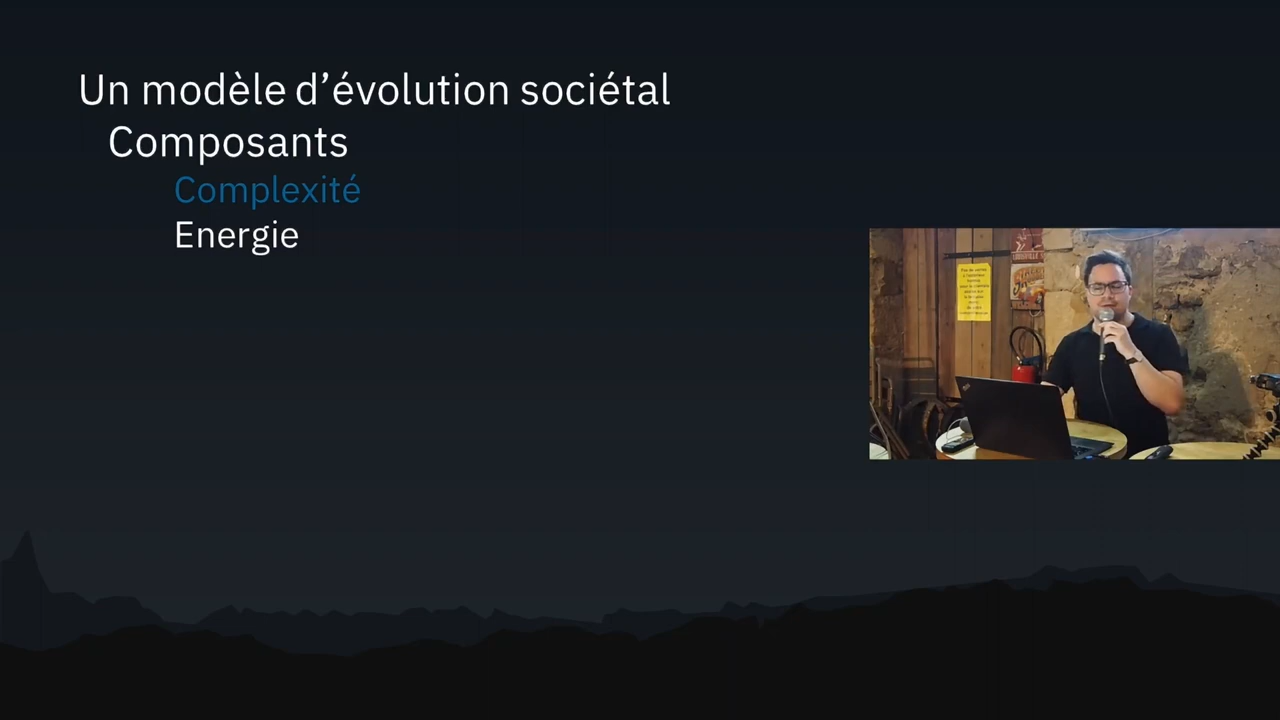 Un modèle d’évolution sociétal
Composants
Complexité
Energie